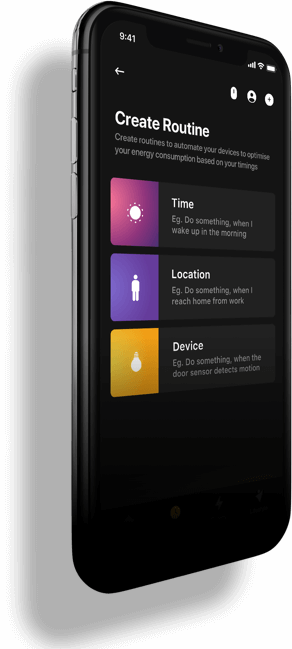 9:41
Create Routine
Create routines to automate your devices to optimise
your energy consumption based on your timings
Time
Eg. Do something, when I
wake up in the morning
Location
Eg. Do something, when I
reach home from work
Device
Eg. Do something, when the
door sensor detects motion